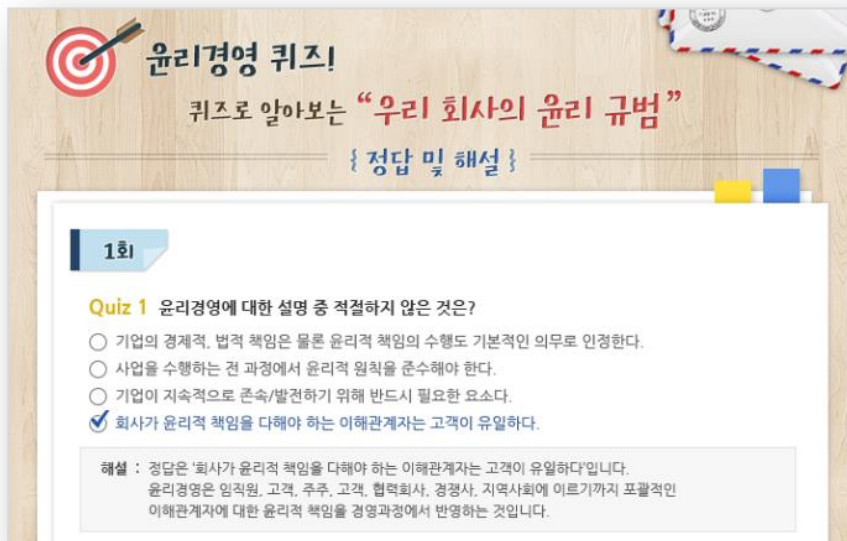 윤리경영 퀴즈!
퀴즈로 알아보는 “우리 회사의 윤리 규범”
{ 정답 및 해설 }
1회
Quiz 1 윤리경영에 대한 설명 중 적절하지 않은 것은?
기업의 경제적, 법적 책임은 물론 윤리적 책임의 수행도 기본적인 의무로 인정한다.
사업을 수행하는 전 과정에서 윤리적 원칙을 준수해야 한다.
기업이 지속적으로 존속/발전하기 위해 반드시 필요한 요소다.
회사가 윤리적 책임을 다해야 하는 이해관계자는 고객이 유일하다.
해설 : 정답은 ‘회사가 윤리적 책임을 다해야 하는 이해관계자는 고객이 유일하다’입니다.
윤리경영은 임직원, 고객, 주주, 고객, 협력회사, 경쟁사, 지역사회에 이르기까지 포괄적인
이해관계자에 대한 윤리적 책임을 경영과정에서 반영하는 것입니다.